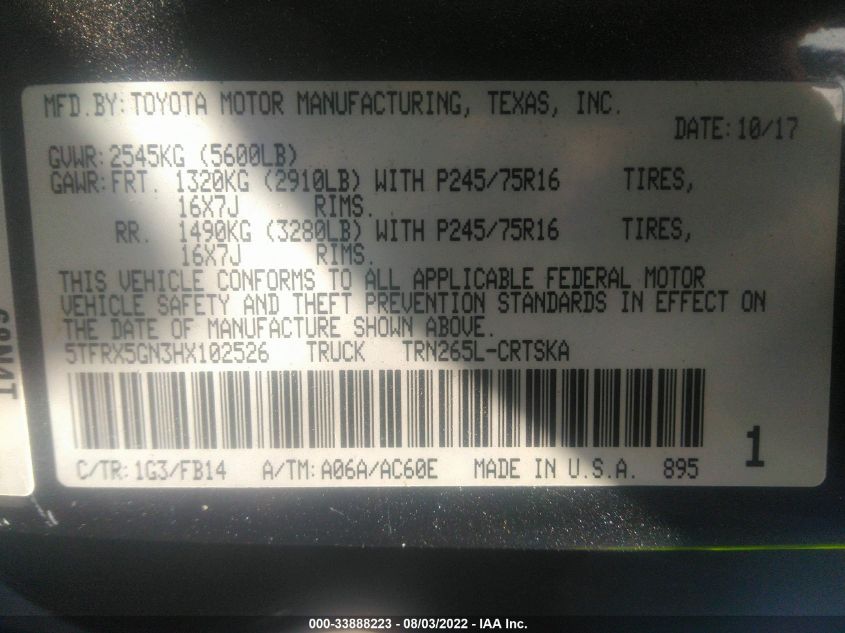 MFD.BY:TOYOTA MOTOR MANUFACTURING, TEXAS, INC.
DATE:10/17
GVWR:2545KG (5600LB)
GAWR:FRT. 1320KG (2910LB) WITH P245/75R16 TIRES,
16X7J RIMS.
RR. 1490KG (3280LB) WITH P245/75R16 TIRES,
16X7J RIMS.
THIS VEHICLE CONFORMS TO ALL APPLICABLE FEDERAL MOTOR
VEHICLE SAFETY AND THEFT PREVENTION STANDARDS IN EFFECT ON
THE DATE OF MANUFACTURE SHOWN ABOVE.
5TFRX5GN3HX102526 TRUCK TRN265L-CRTSKA
C/TR:1G3/FB14 A/TM:A06A/AC60E MADE IN U.S.A. 895
1
000-33888223 - 08/03/2022 - IAA Inc.